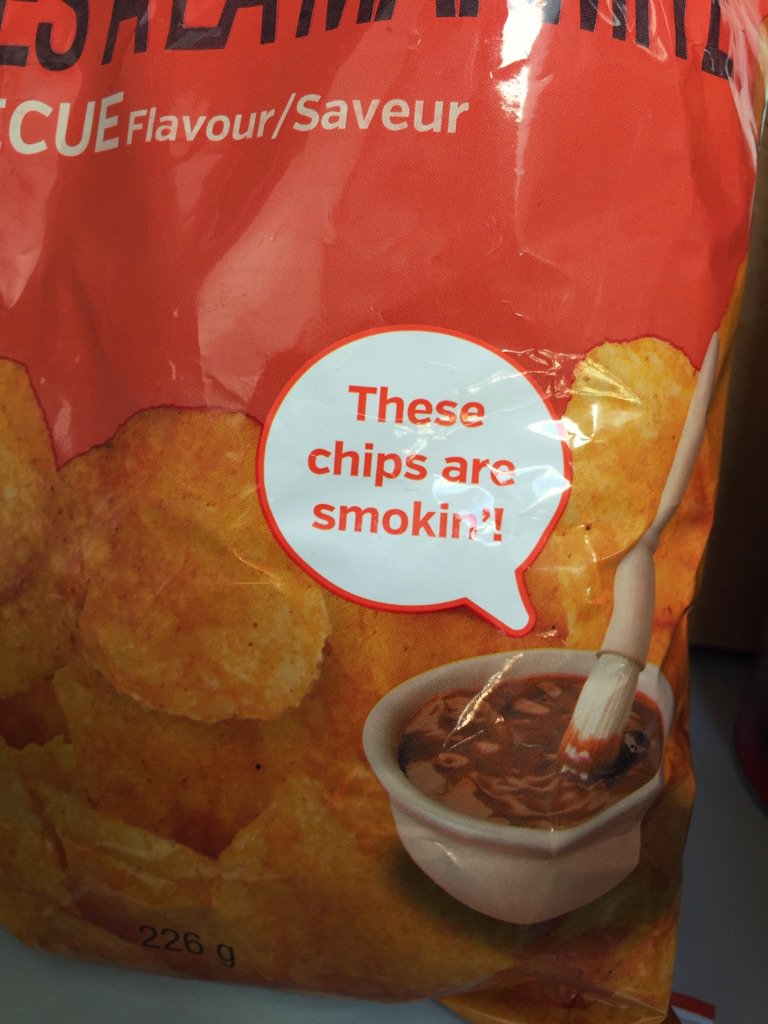 ECUE Flavour/Saveur
These
chips are
smokin'!
226 g